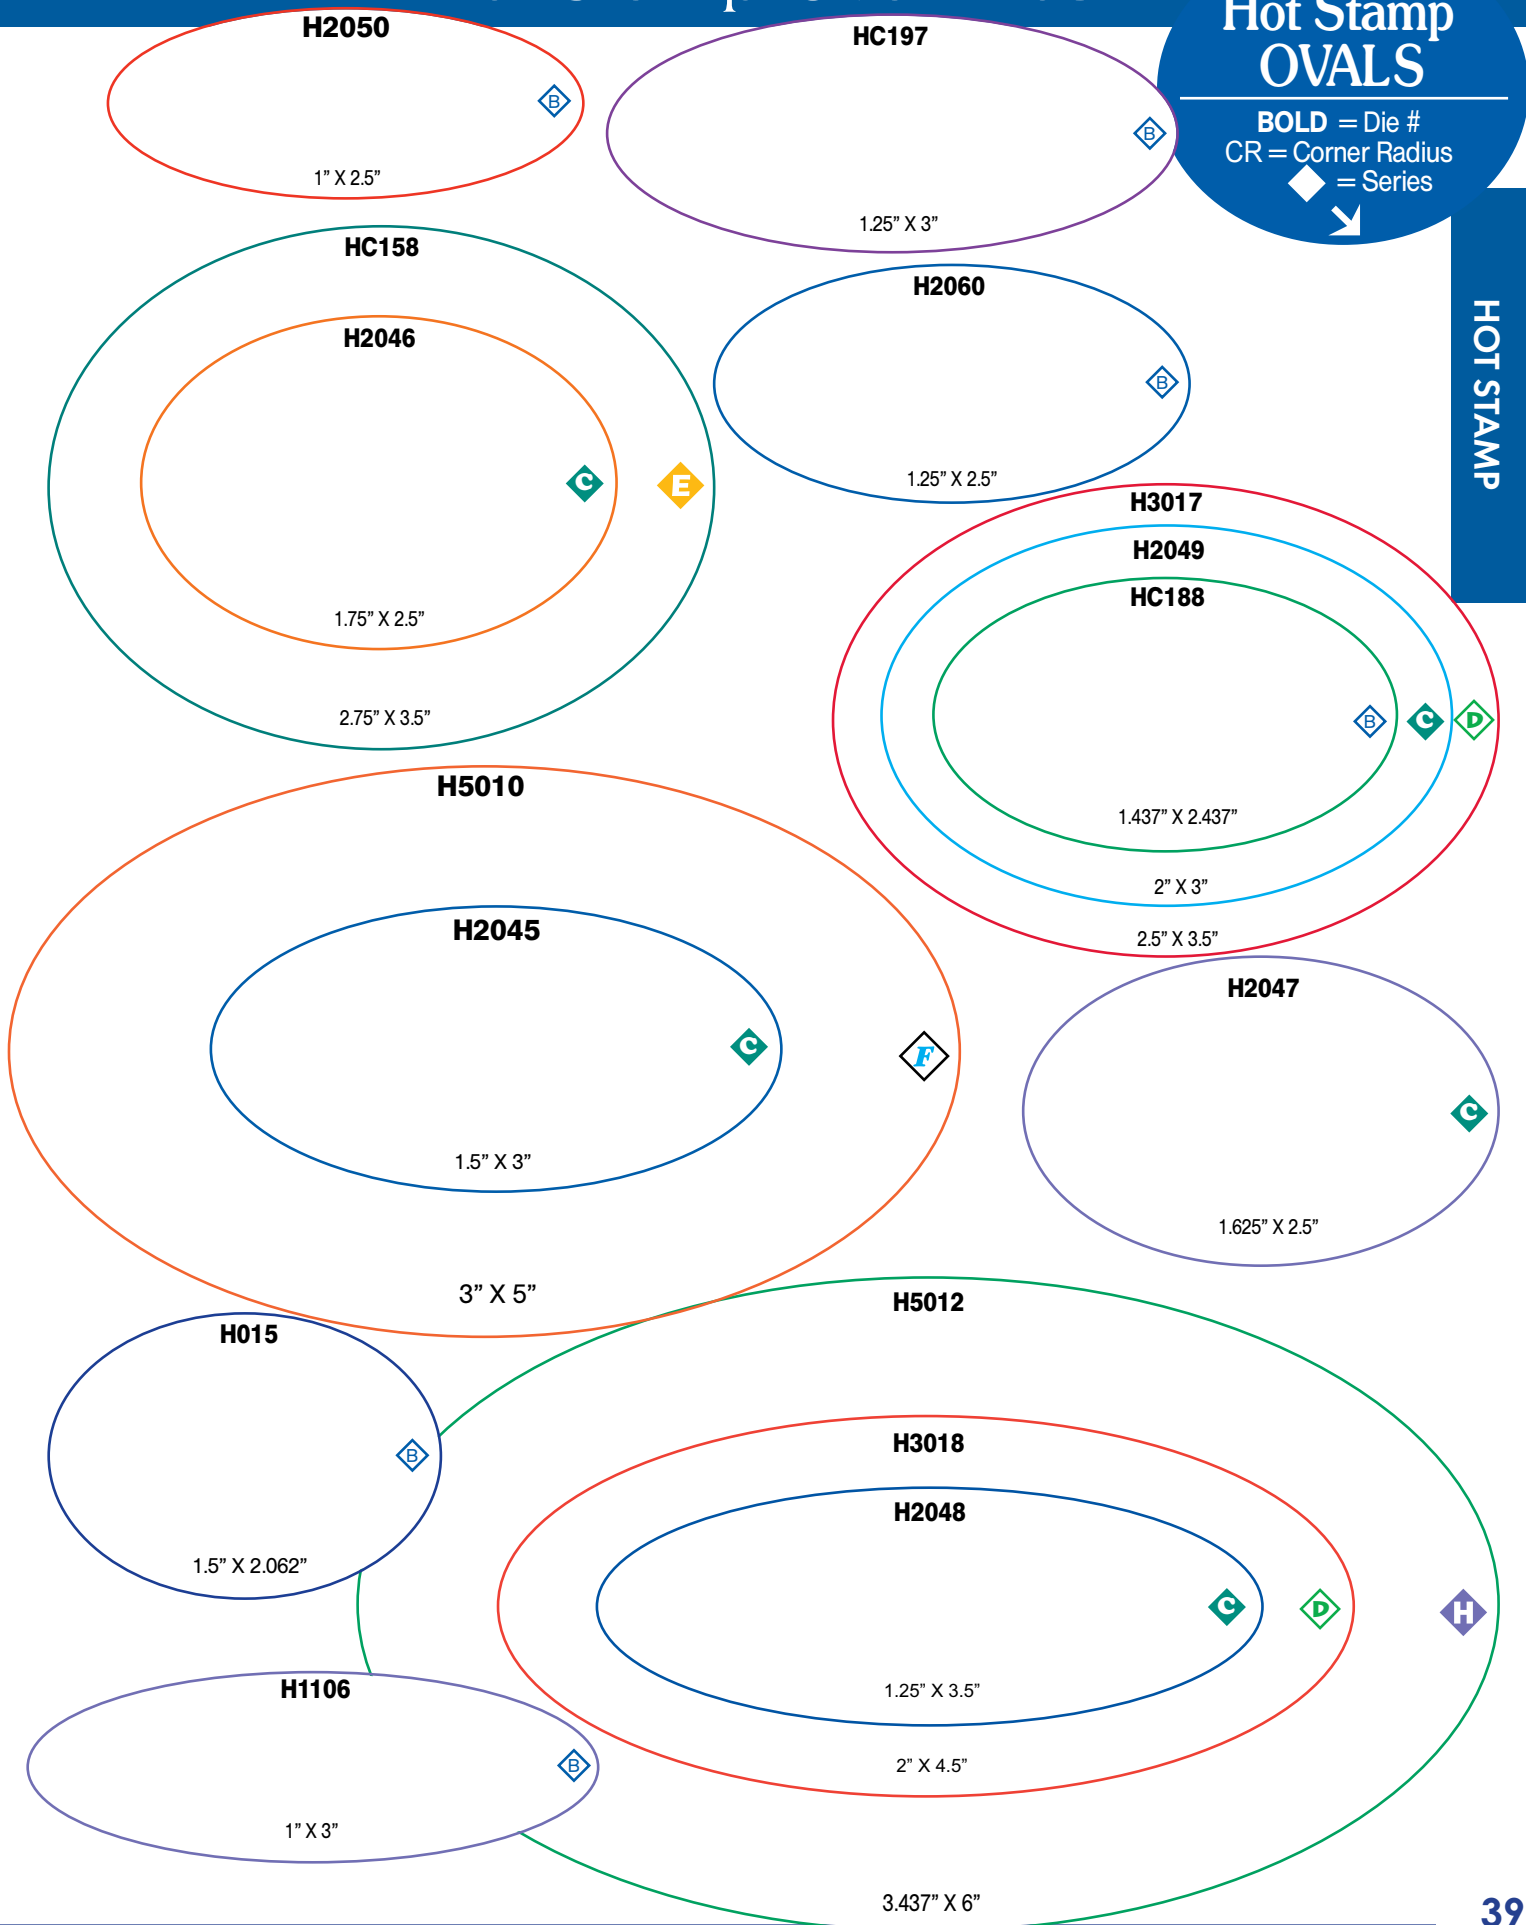 Hot Stamp
OVALS
BOLD = Die #
CR = Corner Radius
= Series
HOT STAMP
H2050
B
1” X 2.5”
HC197
B
1.25” X 3”
HC158
H2046
C
E
1.75” X 2.5”
2.75” X 3.5”
H2060
B
1.25” X 2.5”
H3017
H2049
HC188
B
C
D
1.437” X 2.437”
2” X 3”
2.5” X 3.5”
H5010
H2045
C
F
1.5” X 3”
3” X 5”
H2047
C
1.625” X 2.5”
H015
B
1.5” X 2.062”
H5012
H3018
H2048
C
D
H
1.25” X 3.5”
2” X 4.5”
3.437” X 6”
H1106
B
1” X 3”
39